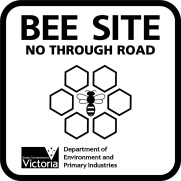 BEE SITE
NO THROUGH ROAD
Victoria
Department of
Environment and
Primary Industries